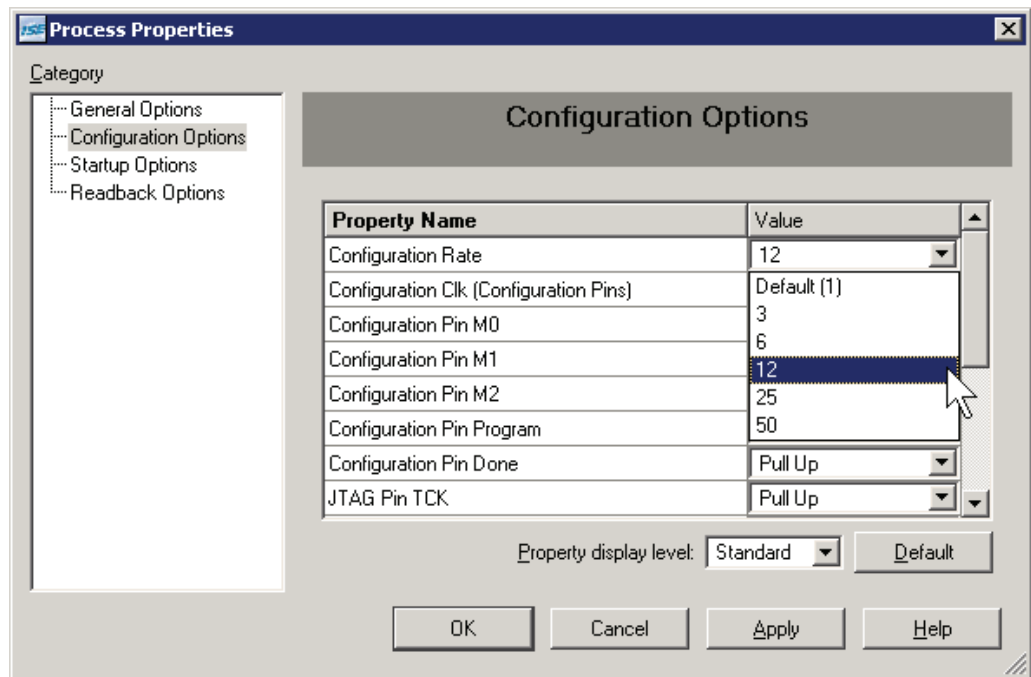 ISE Process Properties
Category
General Options
Configuration Options
Startup Options
Readback Options
Configuration Options
Property Name Value
Configuration Rate 12
Configuration Clk (Configuration Pins) Default (1)
Configuration Pin M0 3
6
Configuration Pin M1 12
Configuration Pin M2 25
Configuration Pin Program 50
Configuration Pin Done Pull Up
JTAG Pin TCK Pull Up
Property display level: Standard Default
OK Cancel Apply Help